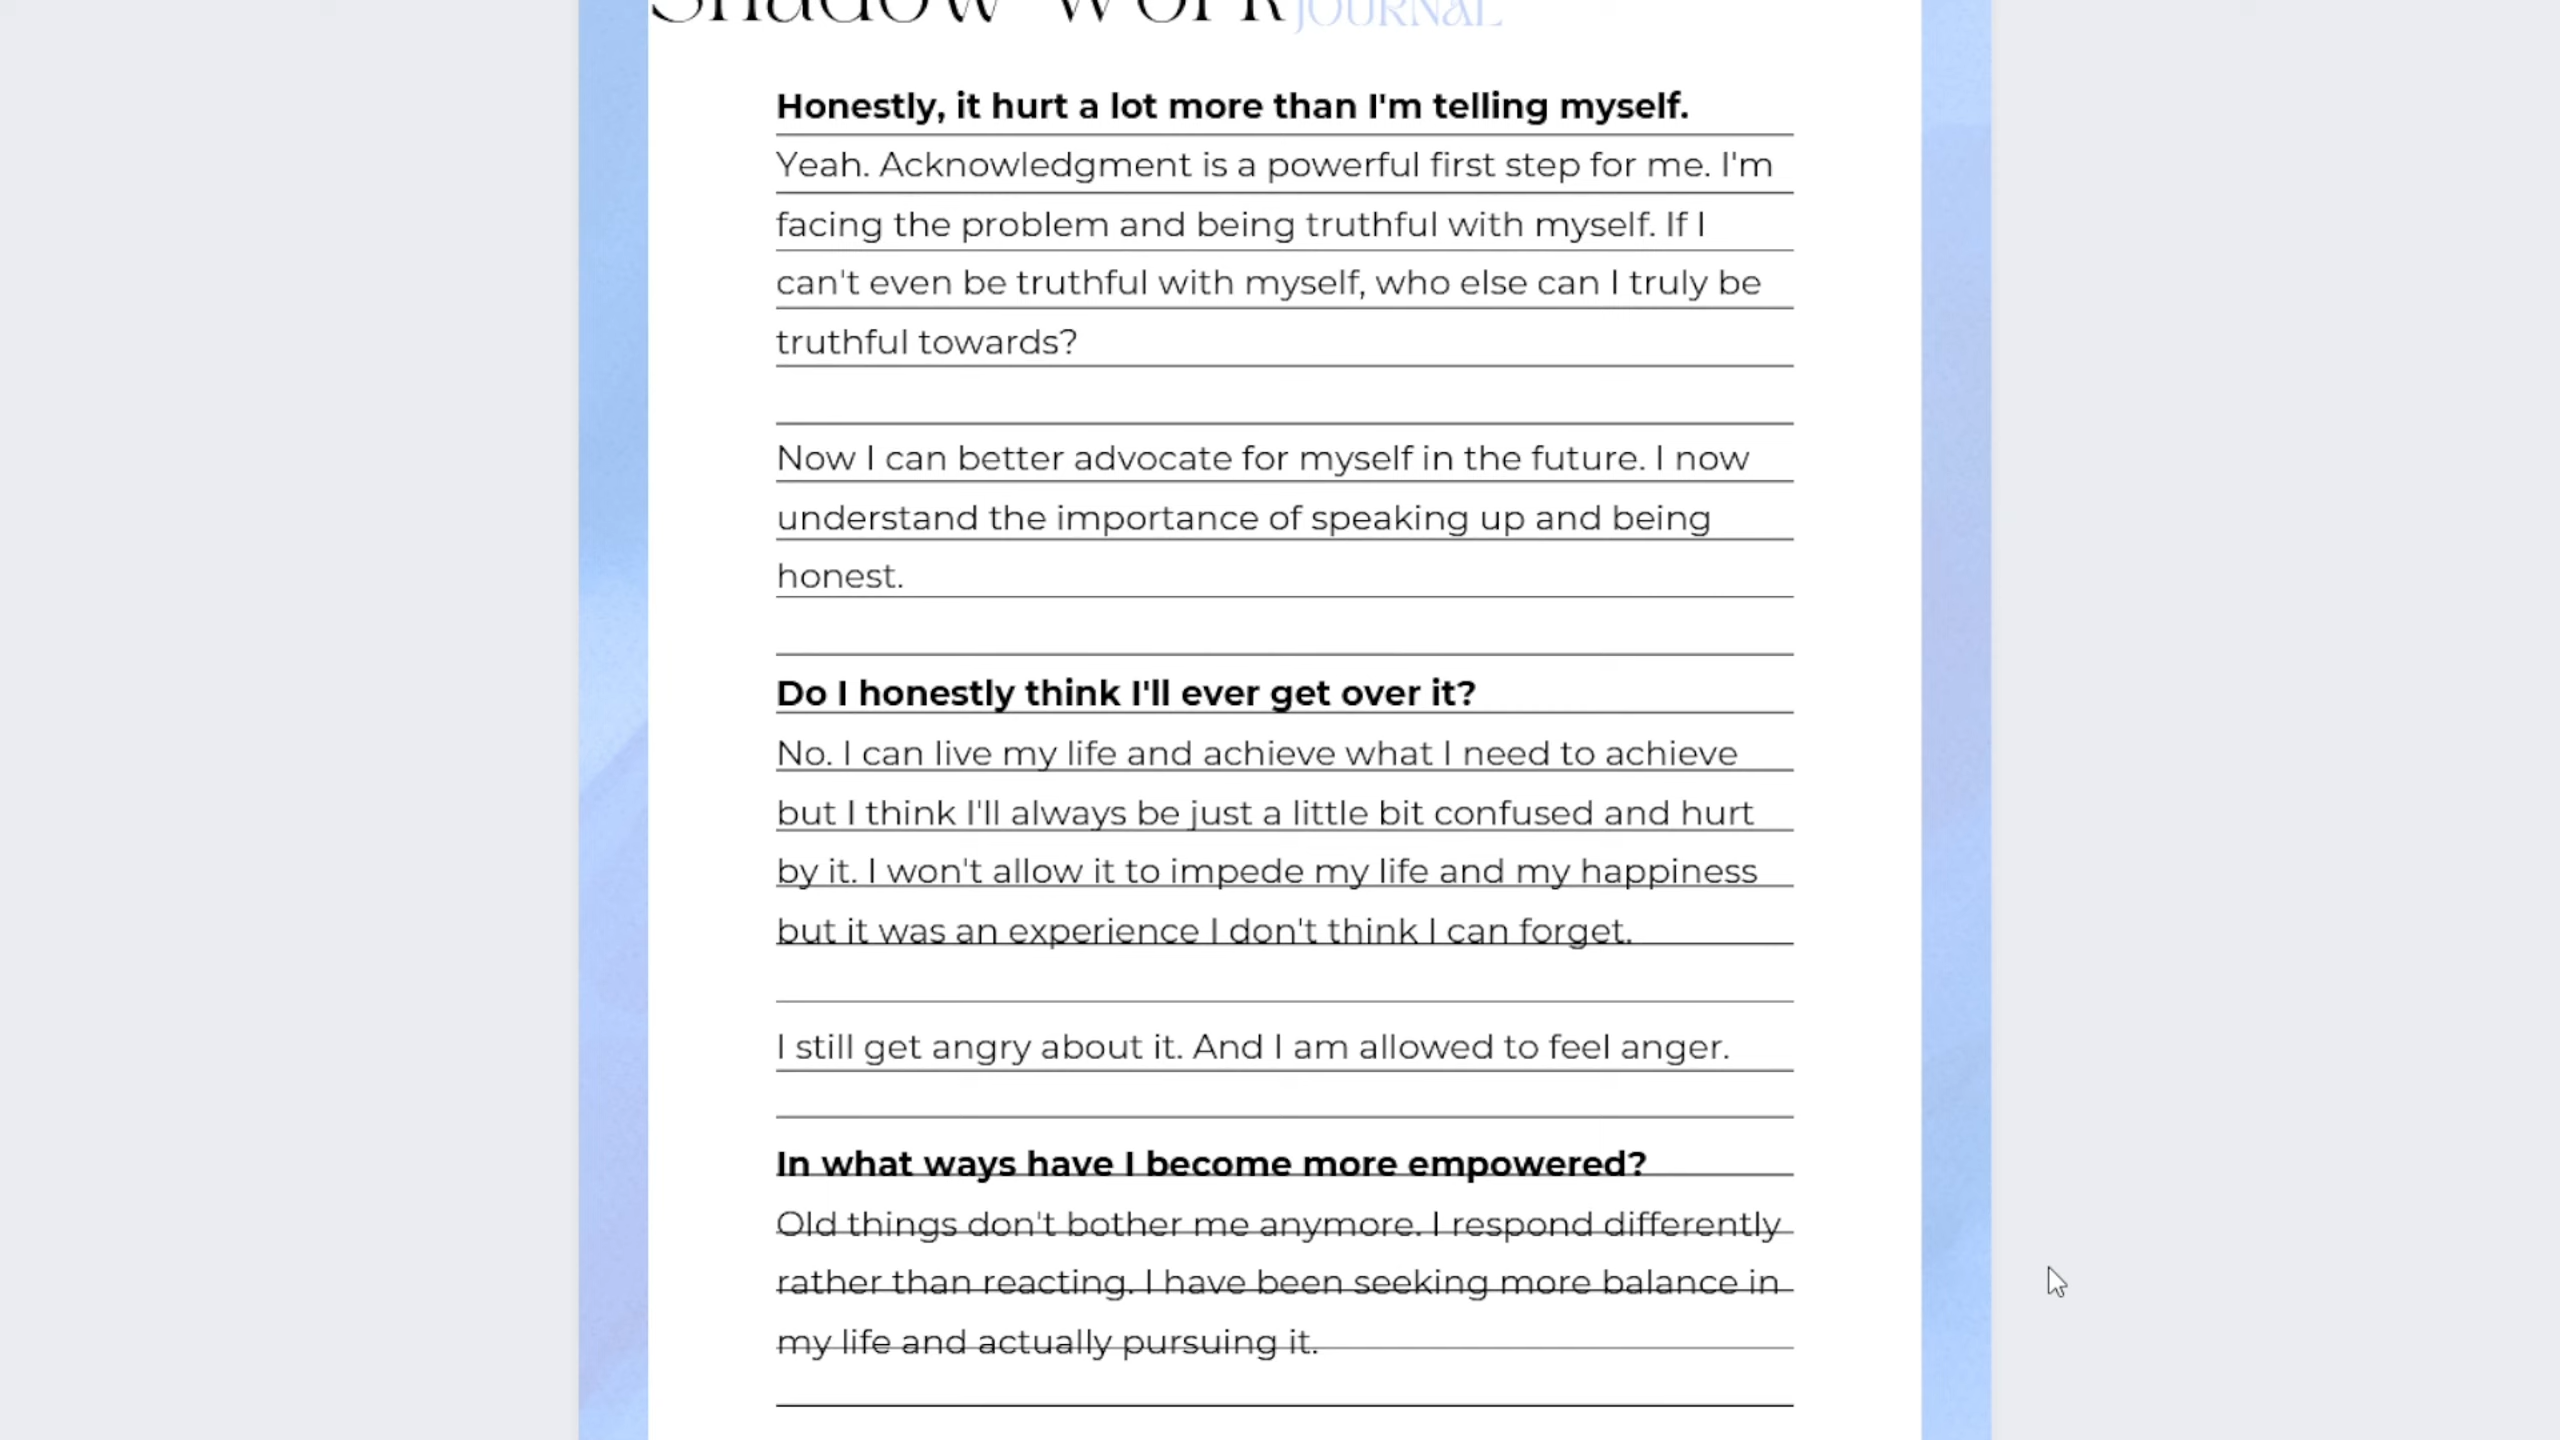 Shadow Work JOURNAL
Honestly, it hurt a lot more than I'm telling myself.
Yeah. Acknowledgment is a powerful first step for me. I'm
facing the problem and being truthful with myself. If I
can't even be truthful with myself, who else can I truly be
truthful towards?
Now I can better advocate for myself in the future. I now
understand the importance of speaking up and being
honest.
Do I honestly think I'll ever get over it?
No. I can live my life and achieve what I need to achieve
but I think I'll always be just a little bit confused and hurt
by it. I won't allow it to impede my life and my happiness
but it was an experience I don't think I can forget.
I still get angry about it. And I am allowed to feel anger.
In what ways have I become more empowered?
Old things don't bother me anymore. I respond differently
rather than reacting. I have been seeking more balance in
my life and actually pursuing it.